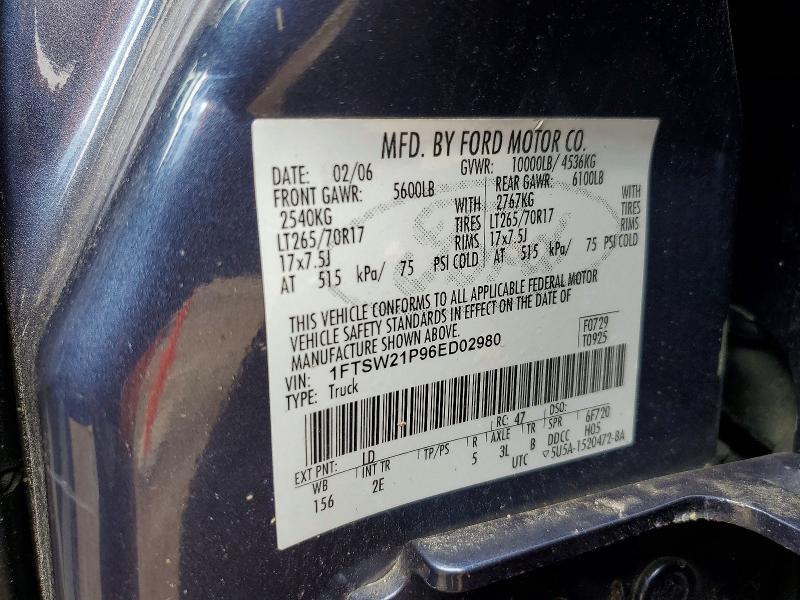 MFD. BY FORD MOTOR CO.
DATE: 02/06 GVWR: 10000LB/ 4536KG
FRONT GAWR: 5600LB REAR GAWR: 6100LB
2540KG WITH 2767KG WITH
LT265/70R17 TIRES LT265/70R17 TIRES
17x7.5J RIMS 17x7.5J RIMS
AT 515 kPa/ 75 PSI COLD AT 515 kPa/ 75 PSI COLD
THIS VEHICLE CONFORMS TO ALL APPLICABLE FEDERAL MOTOR
VEHICLE SAFETY STANDARDS IN EFFECT ON THE DATE OF
MANUFACTURE SHOWN ABOVE.
F0729
VIN: 1FTSW21P96ED02980 T0925
TYPE: Truck
RC: 47 DSO:
EXT PNT: LD 6F720
WB INT TR TP/PS R AXLE TR SPR H05
156 2E 5 3L B DDCC
UTC ▽5U5A-1520472-BA